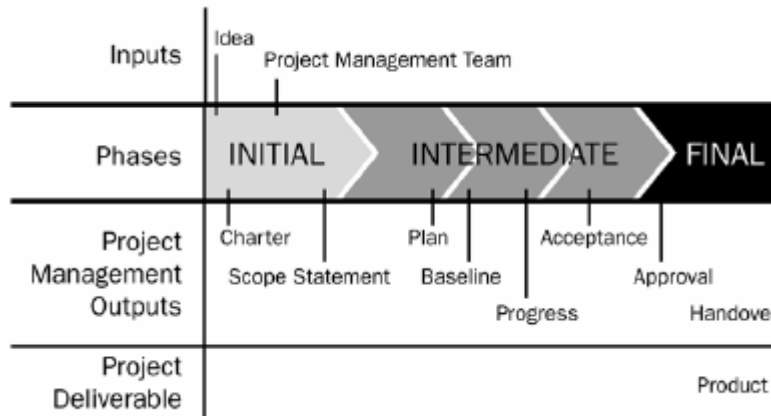 Idea
Inputs
Project Management Team
Phases
INITIAL
INTERMEDIATE
FINAL
Project
Management
Outputs
Charter
Plan
Acceptance
Scope Statement
Baseline
Approval
Progress
Handove
Project
Deliverable
Product